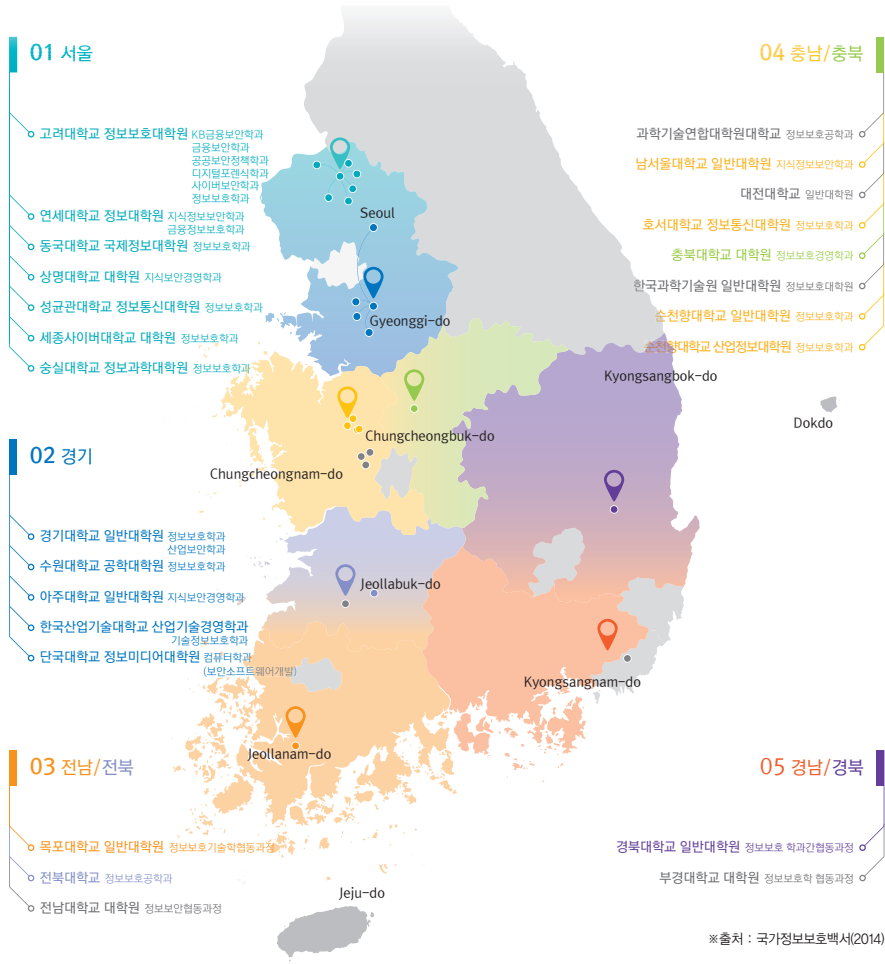 01 서울
고려대학교 정보보호대학원 KB금융보안학과
금융보안학과
공공보안정책학과
디지털포렌식학과
사이버보안학과
정보보호학과
연세대학교 정보대학원 지식정보보안학과
금융정보보호학과
동국대학교 국제정보대학원 정보보호학과
상명대학교 대학원 지식보안경영학과
성균관대학교 정보통신대학원 정보보호학과
세종사이버대학교 대학원 정보보호학과
숭실대학교 정보과학대학원 정보보호학과
02 경기
경기대학교 일반대학원 정보보호학과
산업보안학과
수원대학교 공학대학원 정보보호학과
아주대학교 일반대학원 지식보안경영학과
한국산업기술대학교 산업기술경영학과
기술정보보호학과
단국대학교 정보미디어대학원 컴퓨터학과
(보안소프트웨어개발)
03 전남/전북
목포대학교 일반대학원 정보보호기술학협동과정
전북대학교 정보보호공학과
전남대학교 대학원 정보보안협동과정
Seoul
Gyeonggi-do
Kyongsangbok-do
Dokdo
Chungcheongbuk-do
Chungcheongnam-do
Jeollabuk-do
Kyongsangnam-do
Jeollanam-do
Jeju-do
04 충남/충북
과학기술연합대학원대학교 정보보호공학과
남서울대학교 일반대학원 지식정보보안학과
대전대학교 일반대학원
호서대학교 정보통신대학원 정보보호학과
충북대학교 대학원 정보보호경영학과
한국과학기술원 일반대학원 정보보호대학원
순천향대학교 일반대학원 정보보호학과
순천향대학교 산업정보대학원 정보보호학과
05 경남/경북
경북대학교 일반대학원 정보보호 학과간협동과정
부경대학교 대학원 정보보호학 협동과정
※출처 : 국가정보보호백서(2014)